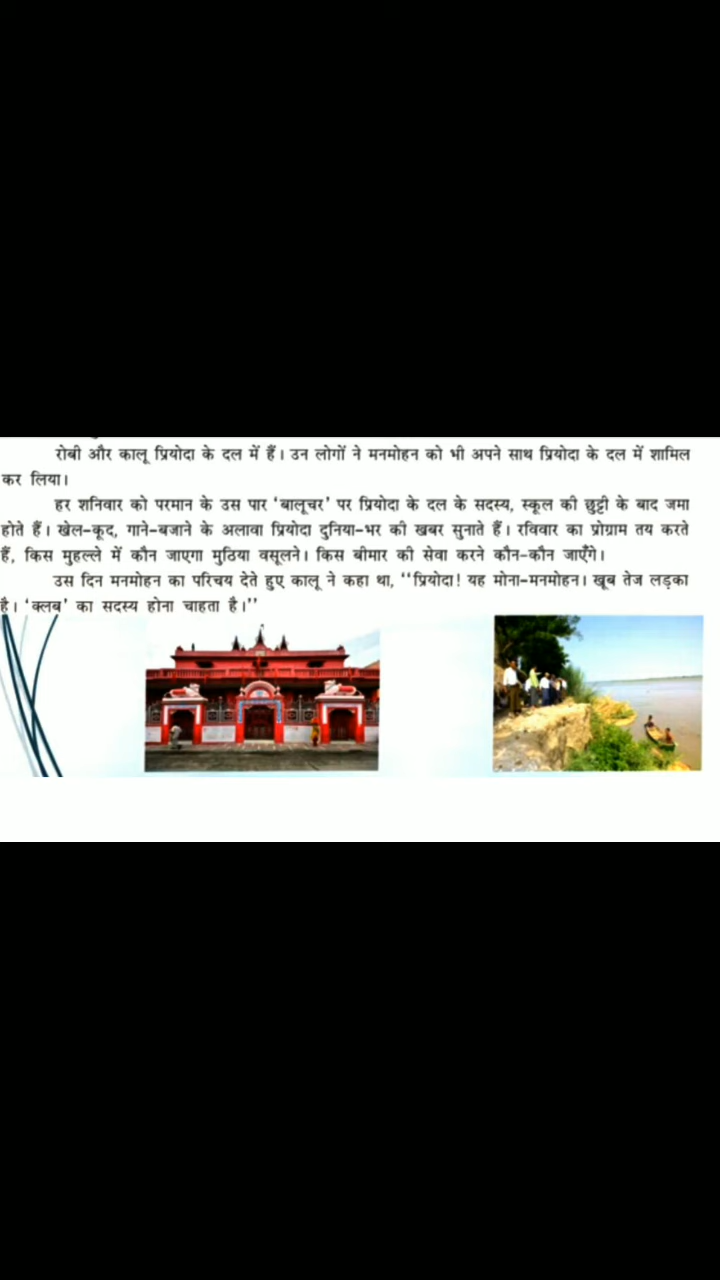 रोबी और कालू प्रियोदा के दल में हैं। उन लोगों ने मनमोहन को भी अपने साथ प्रियोदा के दल में शामिल
कर लिया।
हर शनिवार को परमान के उस पार ‘बालूचर’ पर प्रियोदा के दल के सदस्य, स्कूल की छुट्टी के बाद जमा
होते हैं। खेल-कूद, गाने-बजाने के अलावा प्रियोदा दुनिया-भर की खबर सुनाते हैं। रविवार का प्रोग्राम तय करते
हैं, किस मुहल्ले में कौन जाएगा मुठिया वसूलने। किस बीमार की सेवा करने कौन-कौन जाएँगे।
उस दिन मनमोहन का परिचय देते हुए कालू ने कहा था, ‘‘प्रियोदा! यह मोना-मनमोहन। खूब तेज लड़का
है। ‘क्लब’ का सदस्य होना चाहता है।’’